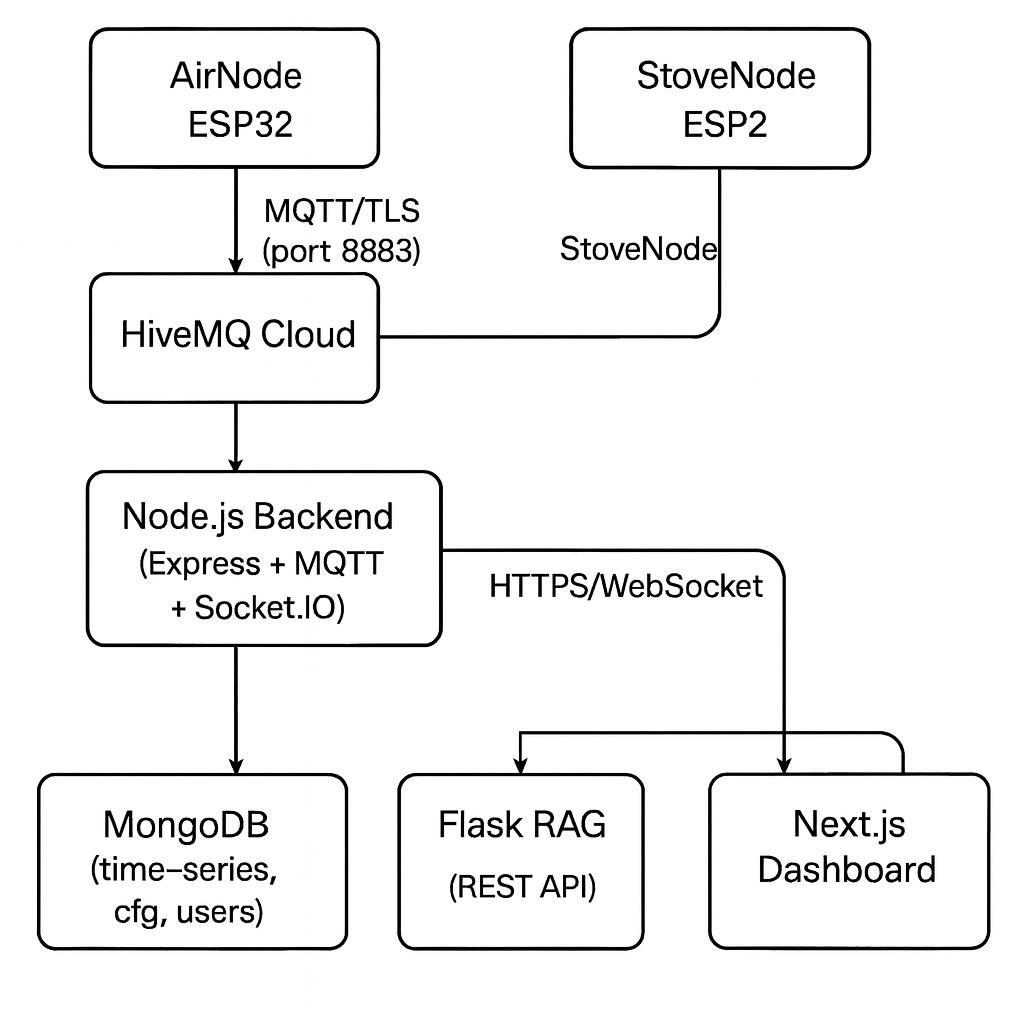 AirNode
ESP32
StoveNode
ESP2
MQTT/TLS
(port 8883)
StoveNode
HiveMQ Cloud
Node.js Backend
(Express + MQTT
+ Socket.IO)
HTTPS/WebSocket
MongoDB
(time–series,
cfg, users)
Flask RAG
(REST API)
Next.js
Dashboard